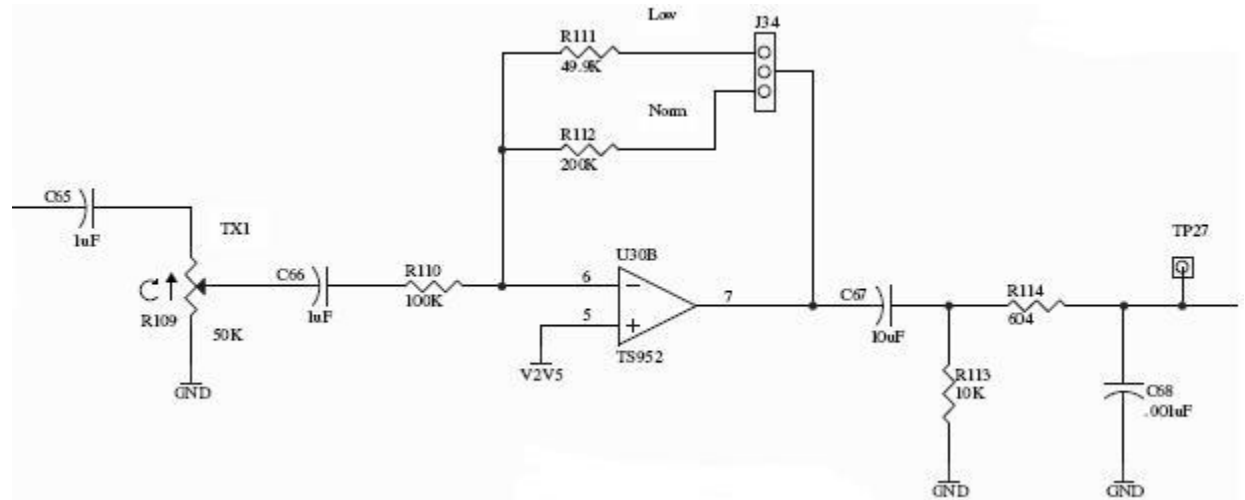 Low
J34
R111
49.9K
Norm
R112
200K
C65
1uF
TX1
R109
50K
GND
C66
1uF
R110
100K
U30B
6
5
7
TS952
V2V5
C67
10uF
R113
10K
GND
R114
604
TP27
C68
.001uF
GND